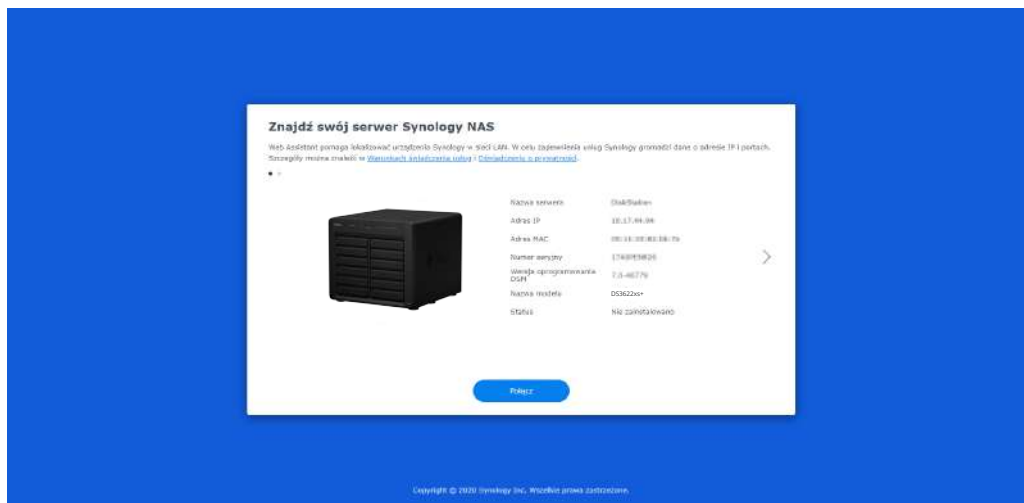 Znajdź swój serwer Synology NAS
Web Assistant pomaga lokalizować urządzenia Synology w sieci LAN. W celu zapewnienia usług Synology gromadzi dane o adresie IP i portach.
Szczegóły można znaleźć w Warunkach świadczenia usług i Oświadczeniu o prywatności.
Nazwa serwera DiskStation
Adres IP
Adres MAC
Numer seryjny
Wersja oprogramowania
DSM
Nazwa modelu DS3622xs+
Status Nie zainstalowano
Połącz
Copyright © 2020 Synology Inc. Wszelkie prawa zastrzeżone.